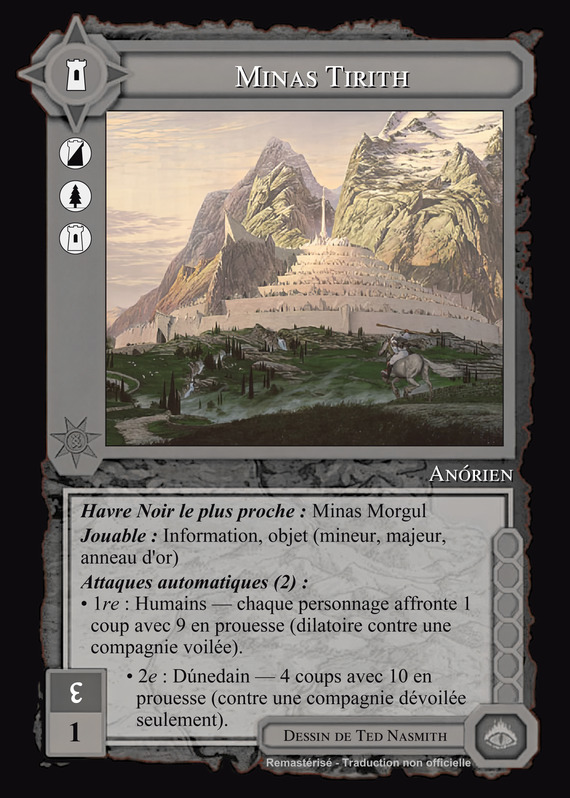 Minas Tirith
Anórien
Havre Noir le plus proche : Minas Morgul
Jouable : Information, objet (mineur, majeur,
anneau d'or)
Attaques automatiques (2) :
• 1re : Humains — chaque personnage affronte 1
coup avec 9 en prouesse (dilatoire contre une
compagnie voilée).
• 2e : Dúnedain — 4 coups avec 10 en
prouesse (contre une compagnie dévoilée
seulement).
1
Dessin de Ted Nasmith
Remastérisé - Traduction non officielle